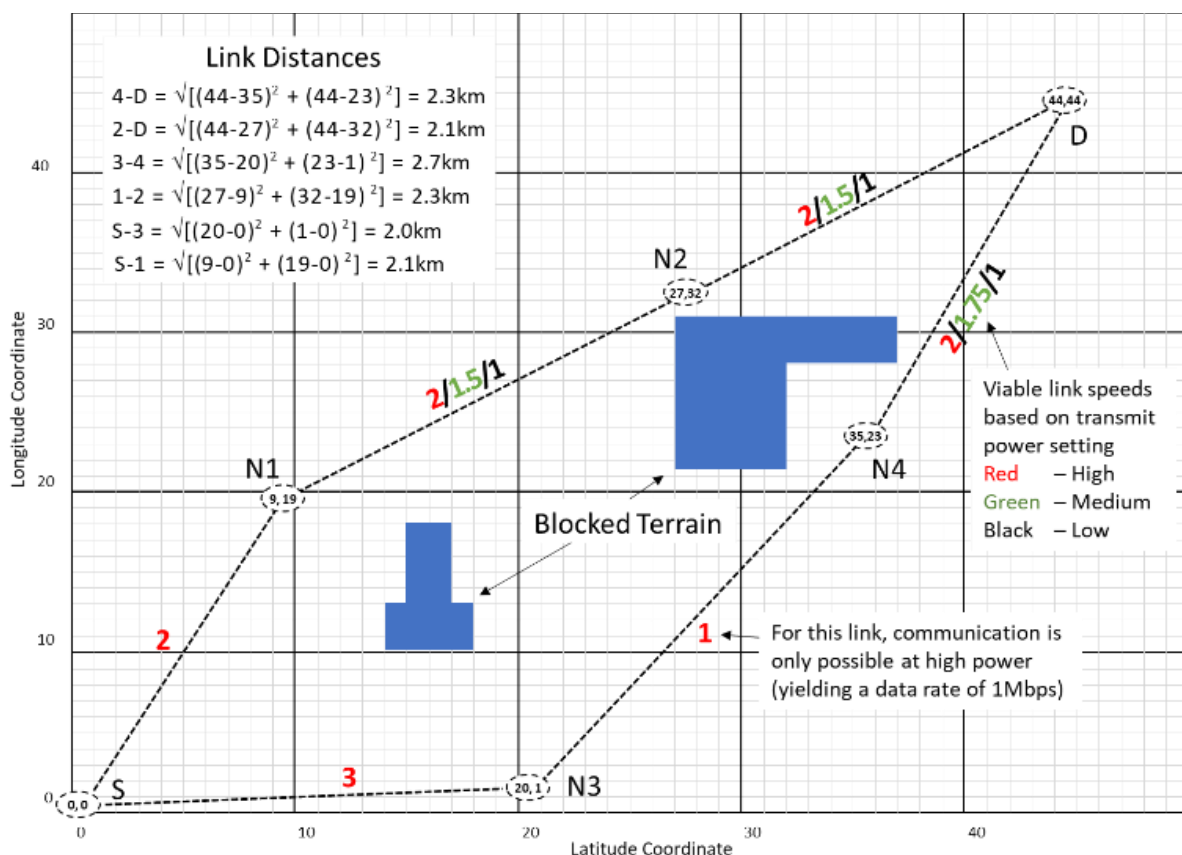 Link Distances
4-D = √[(44-35)² + (44-23) ²] = 2.3km
2-D = √[(44-27)² + (44-32) ²] = 2.1km
3-4 = √[(35-20)² + (23-1) ²] = 2.7km
1-2 = √[(27-9)² + (32-19) ²] = 2.3km
S-3 = √[(20-0)² + (1-0) ²] = 2.0km
S-1 = √[(9-0)² + (19-0) ²] = 2.1km
44,44
D
40
2/1.5/1
N2
27,32
30
2/1.75/1
2/1.5/1
Viable link speeds
based on transmit
power setting
Red – High
Green – Medium
Black – Low
35,23
N4
N1
20
9, 19
Blocked Terrain
Longitude Coordinate
10
2
1
For this link, communication is
only possible at high power
(yielding a data rate of 1Mbps)
S
3
20, 1
N3
0
0,0
0
10
20
30
40
Latitude Coordinate